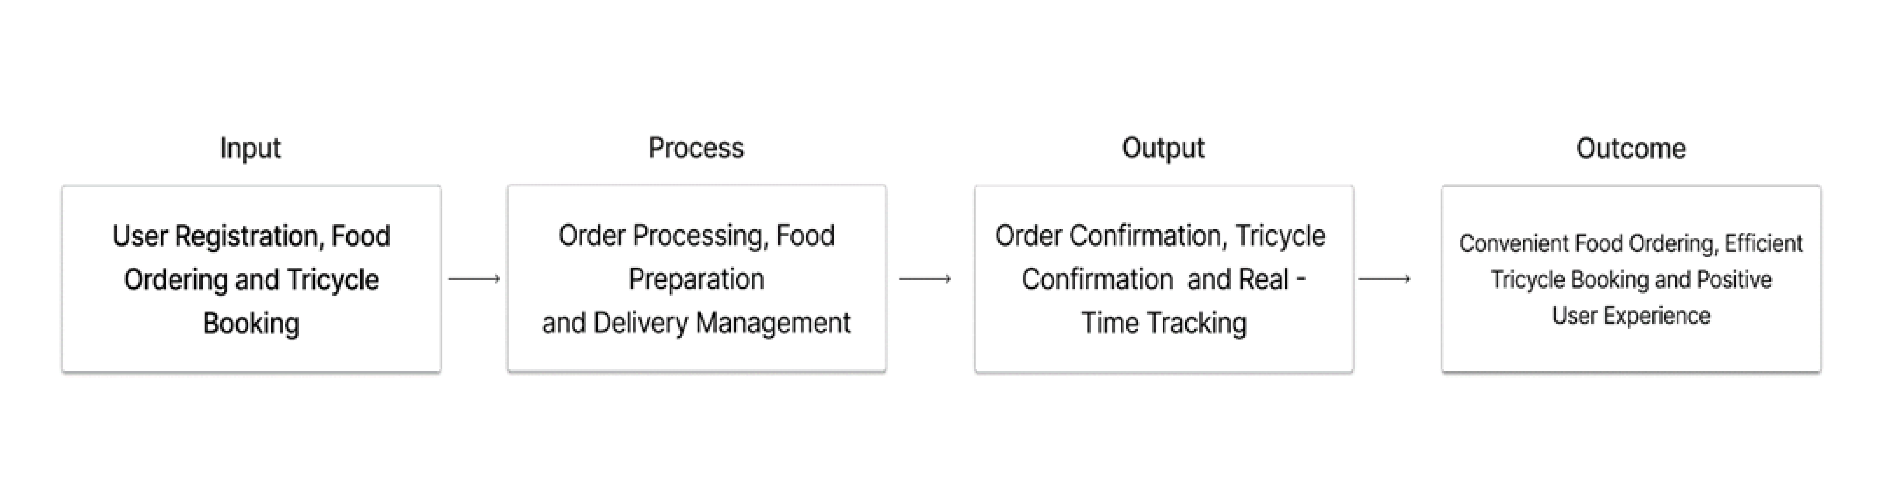 Input
User Registration, Food
Ordering and Tricycle
Booking
Process
Order Processing, Food
Preparation
and Delivery Management
Output
Order Confirmation, Tricycle
Confirmation and Real -
Time Tracking
Outcome
Convenient Food Ordering, Efficient
Tricycle Booking and Positive
User Experience